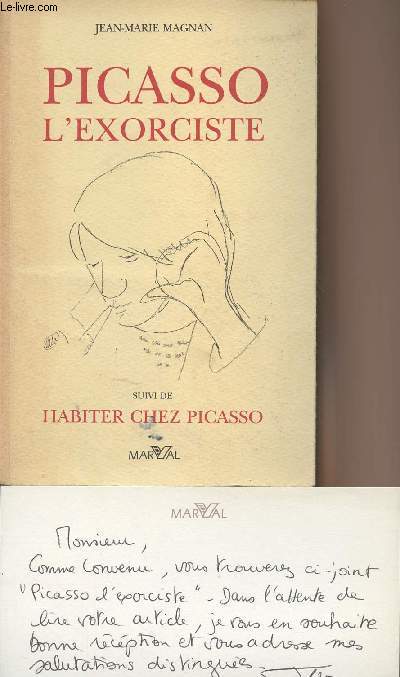 Le-livre.com
JEAN-MARIE MAGNAN
PICASSO
L'EXORCISTE
SUIVI DE
HABITER CHEZ PICASSO
MARVAL
MARVAL
Monsieur,
Comme convenu, vous trouverez ci-joint
"Picasso l'exorciste" - Dans l'attente de
lire votre article, je vous en souhaite
bonne réception et vous adresse mes
salutations distinguées.